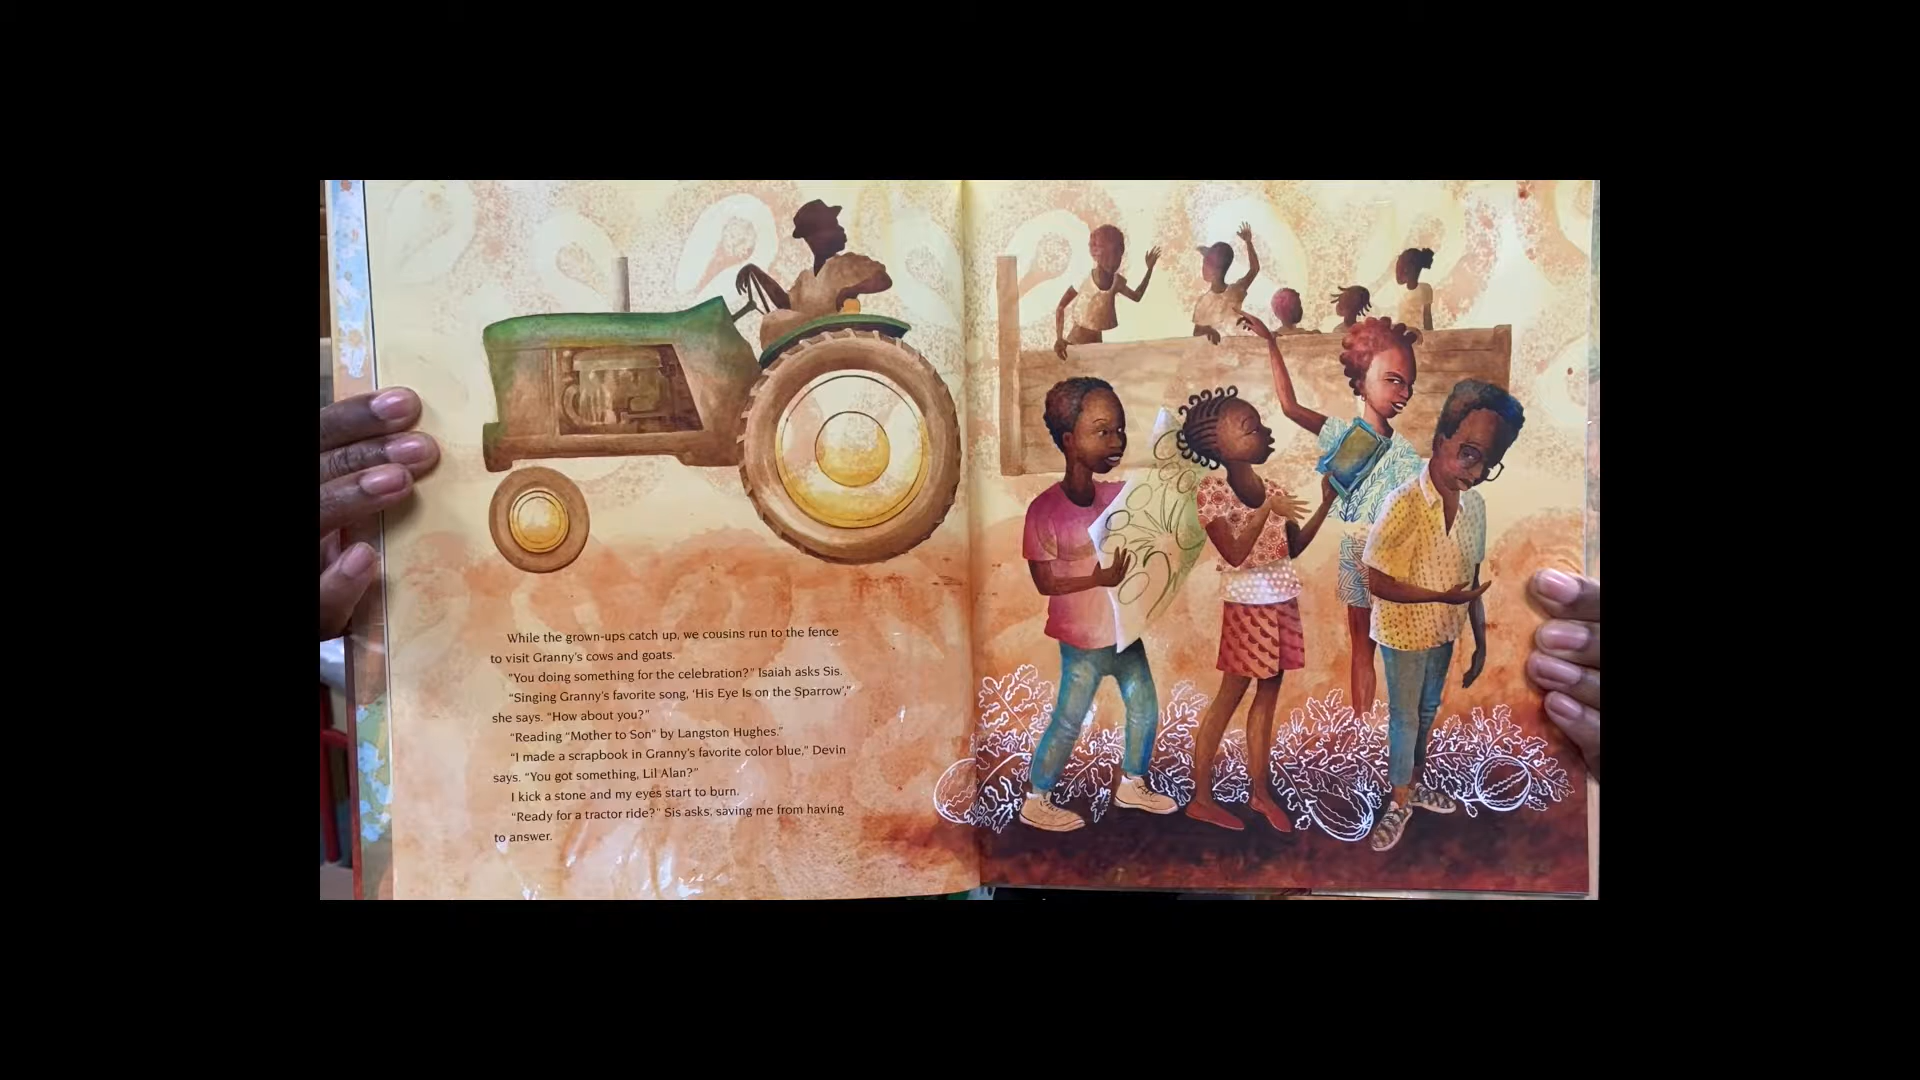 While the grown-ups catch up, we cousins run to the fence
to visit Granny's cows and goats.
"You doing something for the celebration?" Isaiah asks Sis.
"Singing Granny's favorite song, 'His Eye Is on the Sparrow',"
she says. "How about you?"
"Reading "Mother to Son" by Langston Hughes."
"I made a scrapbook in Granny's favorite color blue," Devin
says. "You got something, Lil Alan?"
I kick a stone and my eyes start to burn.
"Ready for a tractor ride?" Sis asks, saving me from having
to answer.